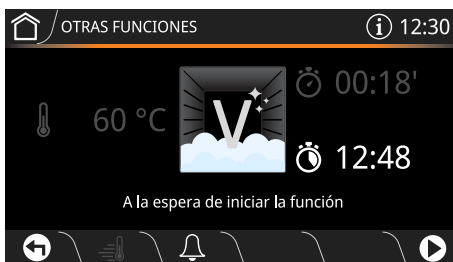 OTRAS FUNCIONES
i 12:30
60 °C
V
00:18'
12:48
A la espera de iniciar la función